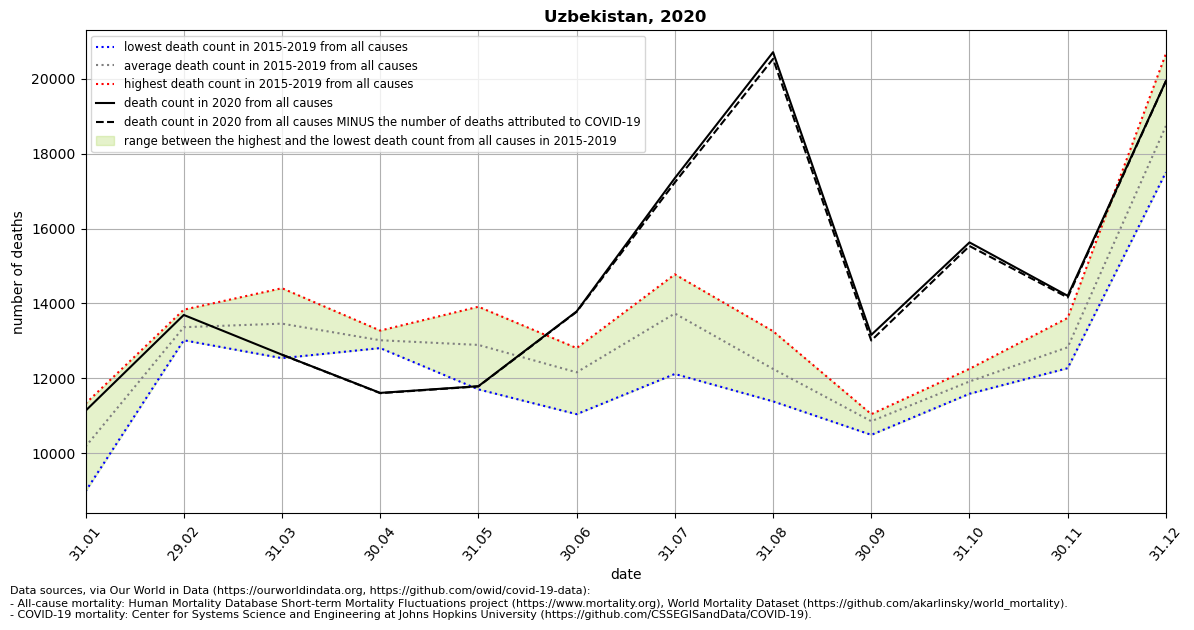 Uzbekistan, 2020
lowest death count in 2015-2019 from all causes
average death count in 2015-2019 from all causes
highest death count in 2015-2019 from all causes
death count in 2020 from all causes
death count in 2020 from all causes MINUS the number of deaths attributed to COVID-19
range between the highest and the lowest death count from all causes in 2015-2019
number of deaths
20000
18000
16000
14000
12000
10000
31.01
29.02
31.03
30.04
31.05
30.06
31.07
31.08
30.09
31.10
30.11
31.12
date
Data sources, via Our World in Data (https://ourworldindata.org, https://github.com/owid/covid-19-data):
- All-cause mortality: Human Mortality Database Short-term Mortality Fluctuations project (https://www.mortality.org), World Mortality Dataset (https://github.com/akarlinsky/world_mortality).
- COVID-19 mortality: Center for Systems Science and Engineering at Johns Hopkins University (https://github.com/CSSEGISandData/COVID-19).